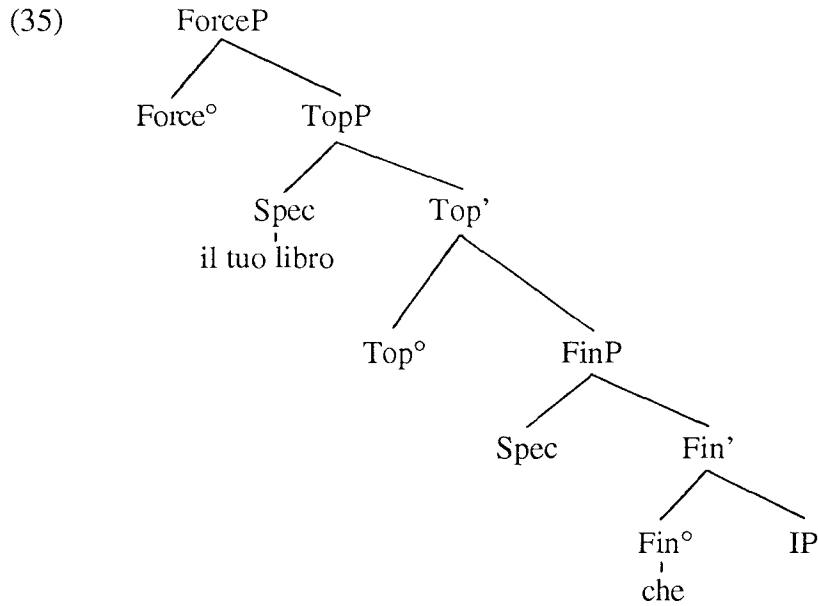 (35) ForceP
Force° TopP
Spec Top’
il tuo libro
Top° FinP
Spec Fin’
Fin° IP
che